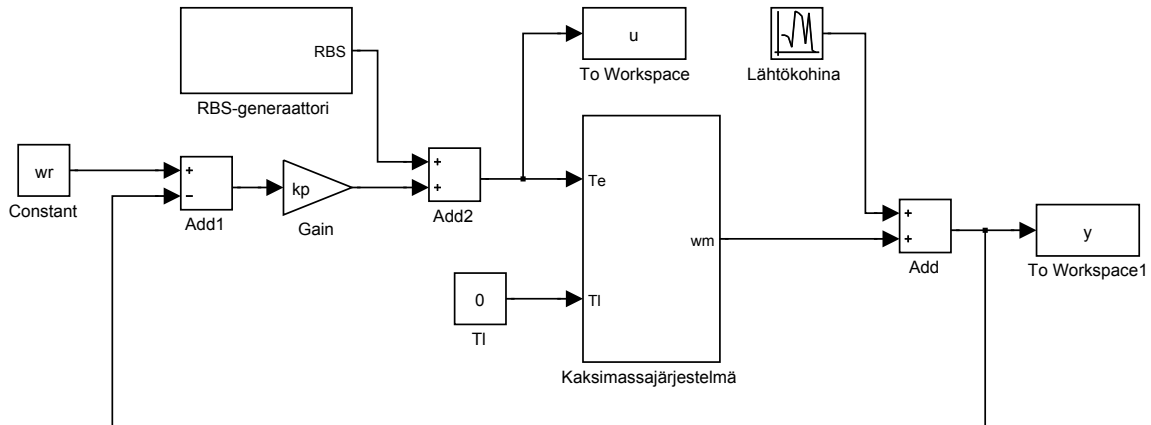 RBS
RBS-generaattori
u
To Workspace
Lähtökohina
wr
Constant
+
−
Add1
kp
Gain
+
+
Add2
Te
wm
Tl
Kaksimassajärjestelmä
0
Tl
+
+
Add
y
To Workspace1